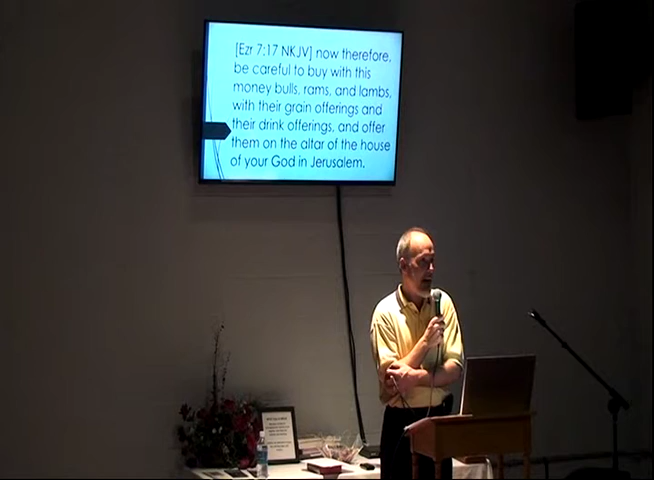 [Ezr 7:17 NKJV] now therefore,
be careful to buy with this
money bulls, rams, and lambs,
with their grain offerings and
their drink offerings, and offer
them on the altar of the house
of your God in Jerusalem.